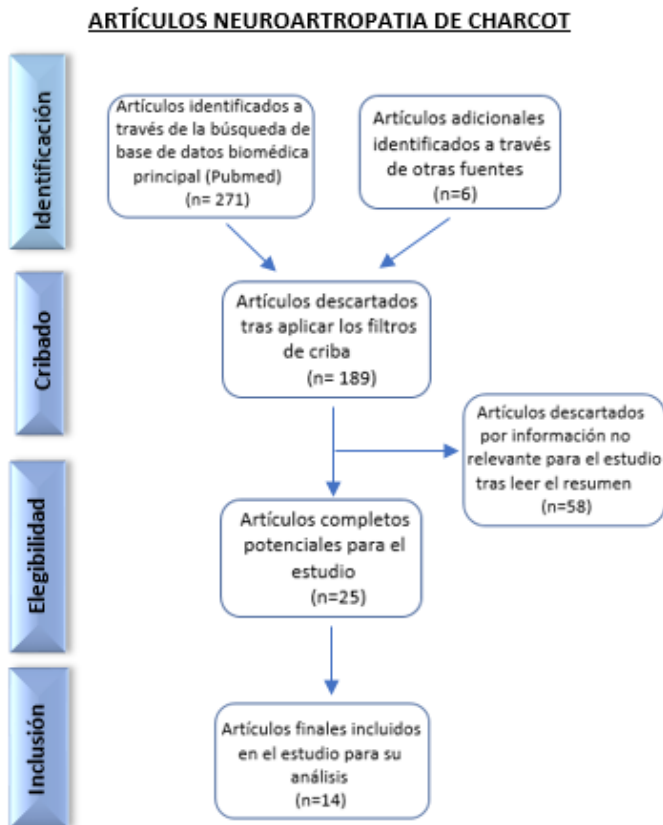 ARTÍCULOS NEUROARTROPATIA DE CHARCOT
Identificación
Artículos identificados a
través de la búsqueda de
base de datos biomédica
principal (Pubmed)
(n= 271)
Artículos adicionales
identificados a través
de otras fuentes
(n=6)
Cribado
Artículos descartados
tras aplicar los filtros
de criba
(n= 189)
Artículos descartados
por información no
relevante para el estudio
tras leer el resumen
(n=58)
Elegibilidad
Artículos completos
potenciales para el
estudio
(n=25)
Inclusión
Artículos finales incluidos
en el estudio para su
análisis
(n=14)